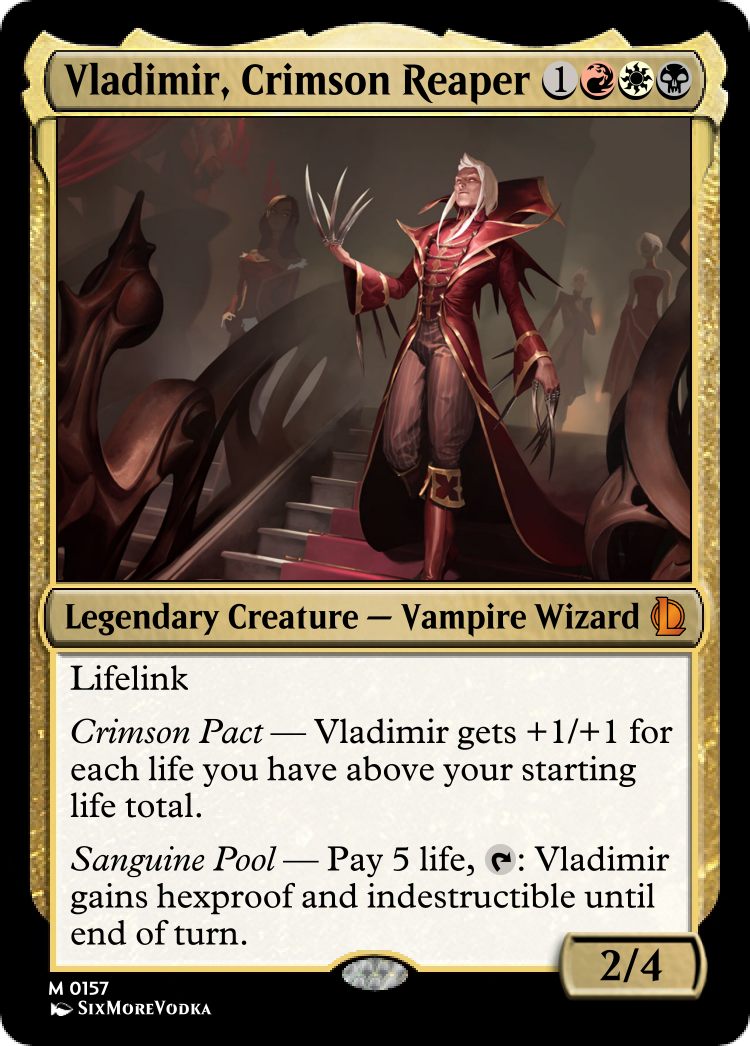 Vladimir, Crimson Reaper 1
Legendary Creature — Vampire Wizard
Lifelink
Crimson Pact — Vladimir gets +1/+1 for
each life you have above your starting
life total.
Sanguine Pool — Pay 5 life, : Vladimir
gains hexproof and indestructible until
end of turn.
2/4
M 0157
SixMoreVodka